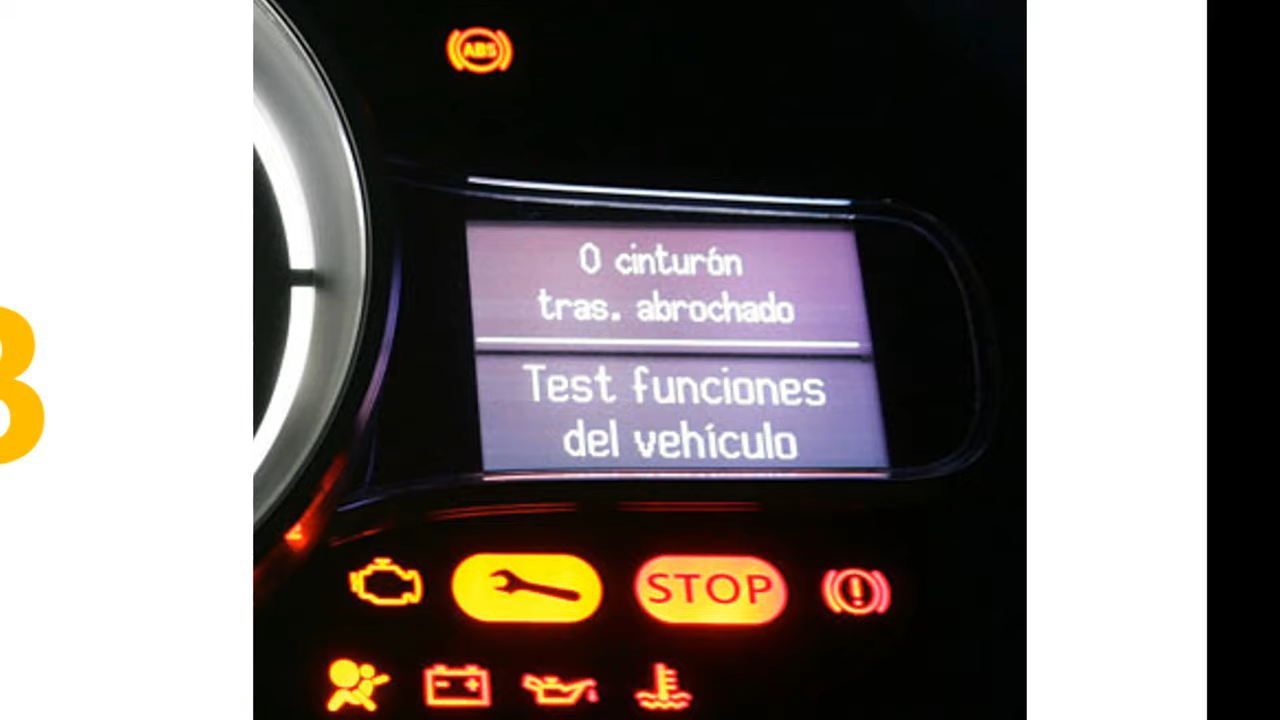 ABS
0 cinturón
tras. abrochado
Test funciones
del vehículo
STOP